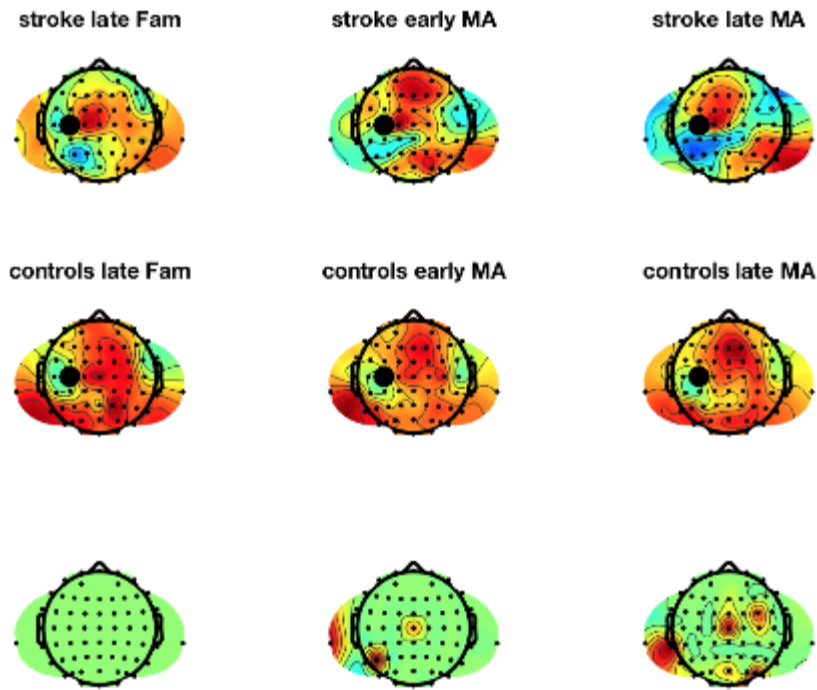 stroke late Fam
stroke early MA
stroke late MA
controls late Fam
controls early MA
controls late MA